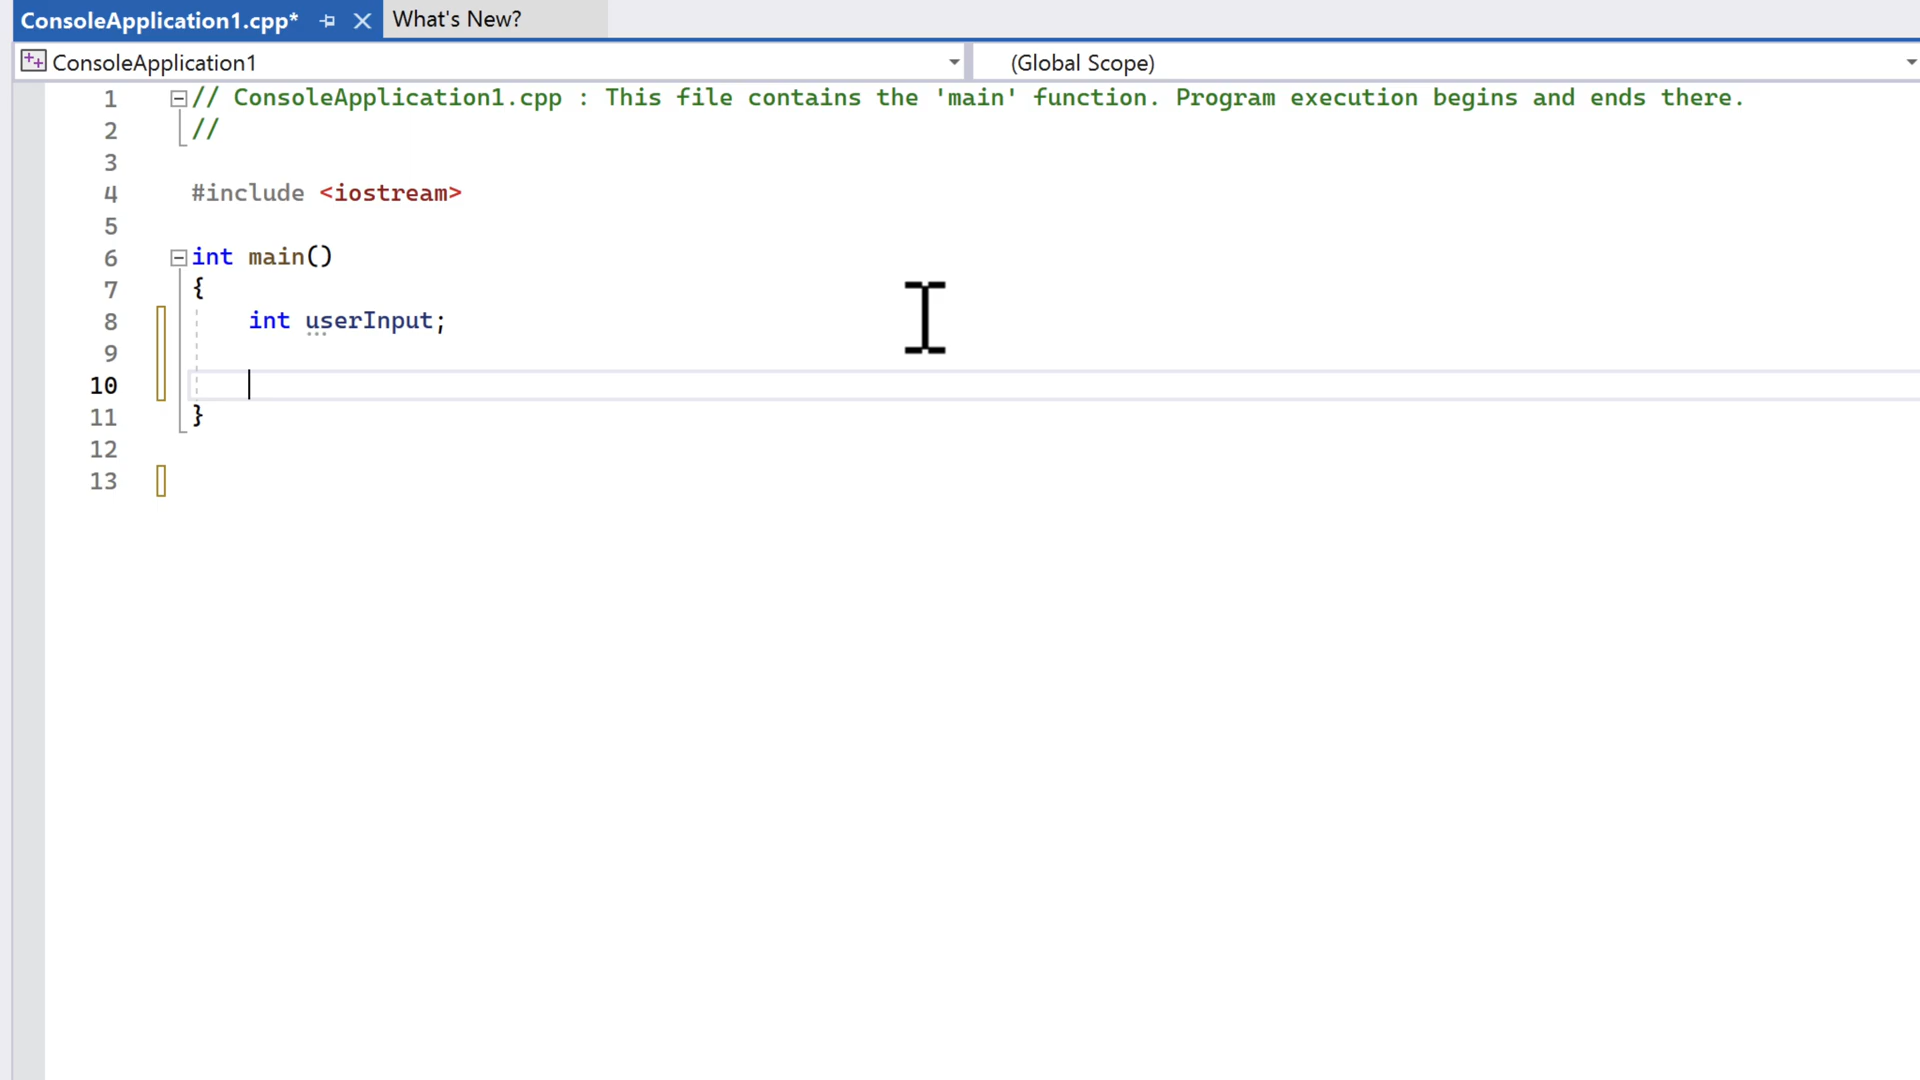 ConsoleApplication1.cpp* What's New?
ConsoleApplication1 (Global Scope)
1 // ConsoleApplication1.cpp : This file contains the 'main' function. Program execution begins and ends there.
2 //
3
4 #include <iostream>
5
6 int main()
7 {
8 int userInput;
9
10
11 }
12
13